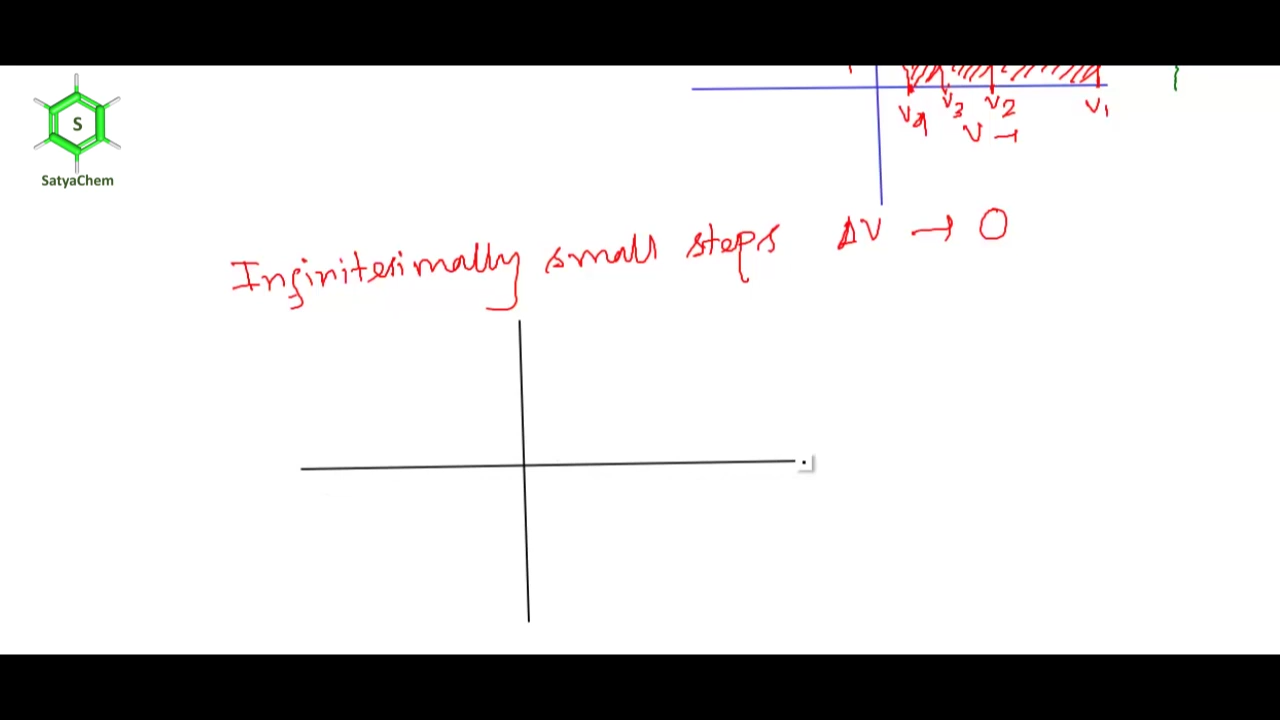 V4 V3 V2 V1
V →
S
SatyaChem
Infinitesimally small steps ΔV → 0